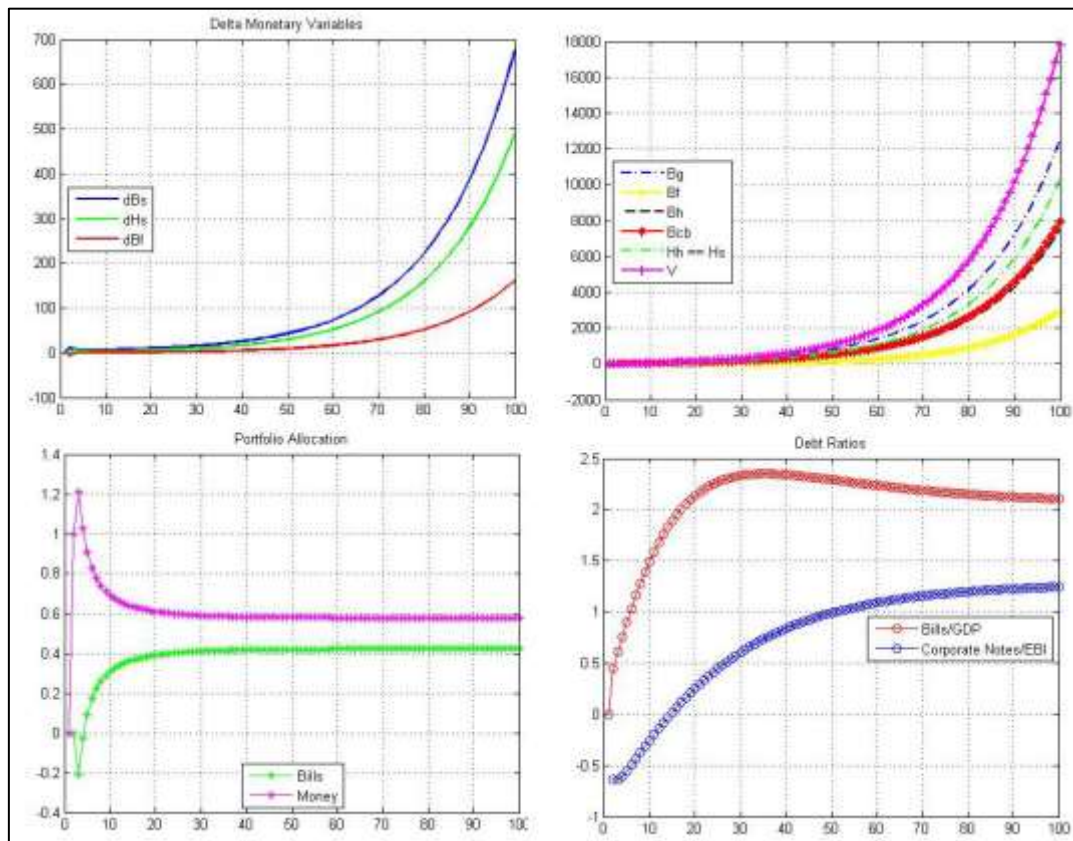 Delta Monetary Variables
700
600
500
400
300
200
100
0
-100
dBs
dHs
dBf
0 10 20 30 40 50 60 70 80 90 100
18000
16000
14000
12000
10000
8000
6000
4000
2000
0
-2000
Bg
Bf
Bh
Bcb
Hh == Hs
V
0 10 20 30 40 50 60 70 80 90 100
Portfolio Allocation
1.4
1.2
1
0.8
0.6
0.4
0.2
0
-0.2
-0.4
Bills
Money
0 10 20 30 40 50 60 70 80 90 100
Debt Ratios
2.5
2
1.5
1
0.5
0
-0.5
-1
Bills/GDP
Corporate Notes/EBI
0 10 20 30 40 50 60 70 80 90 100